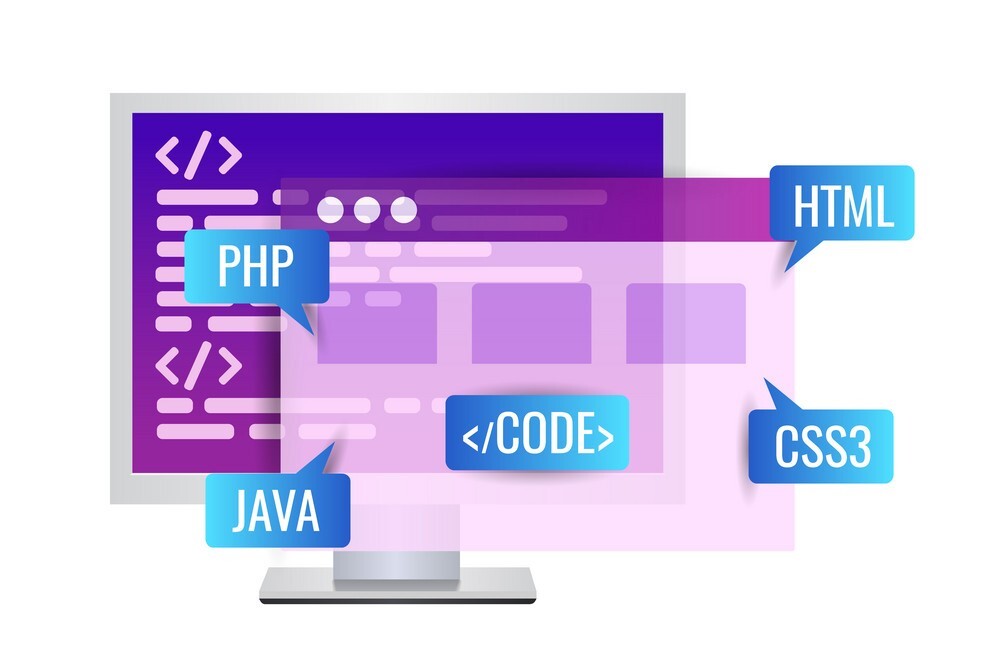 </>
HTML
PHP
</>
</CODE>
CSS3
JAVA